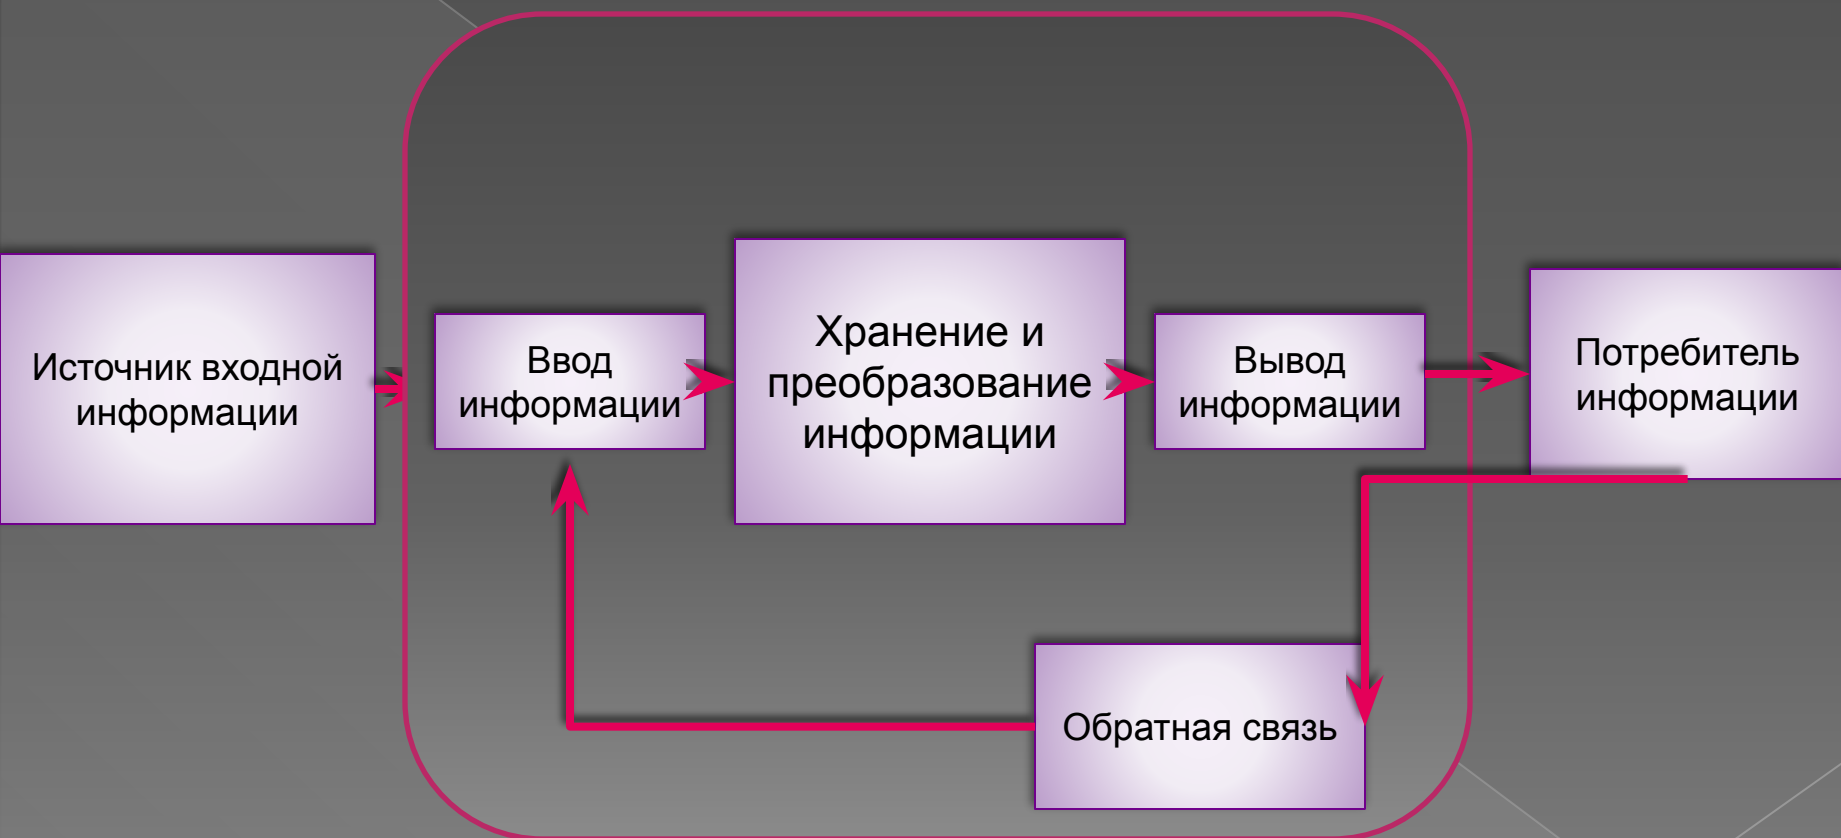 Источник входной
информации
Ввод
информации
Хранение и
преобразование
информации
Вывод
информации
Потребитель
информации
Обратная связь